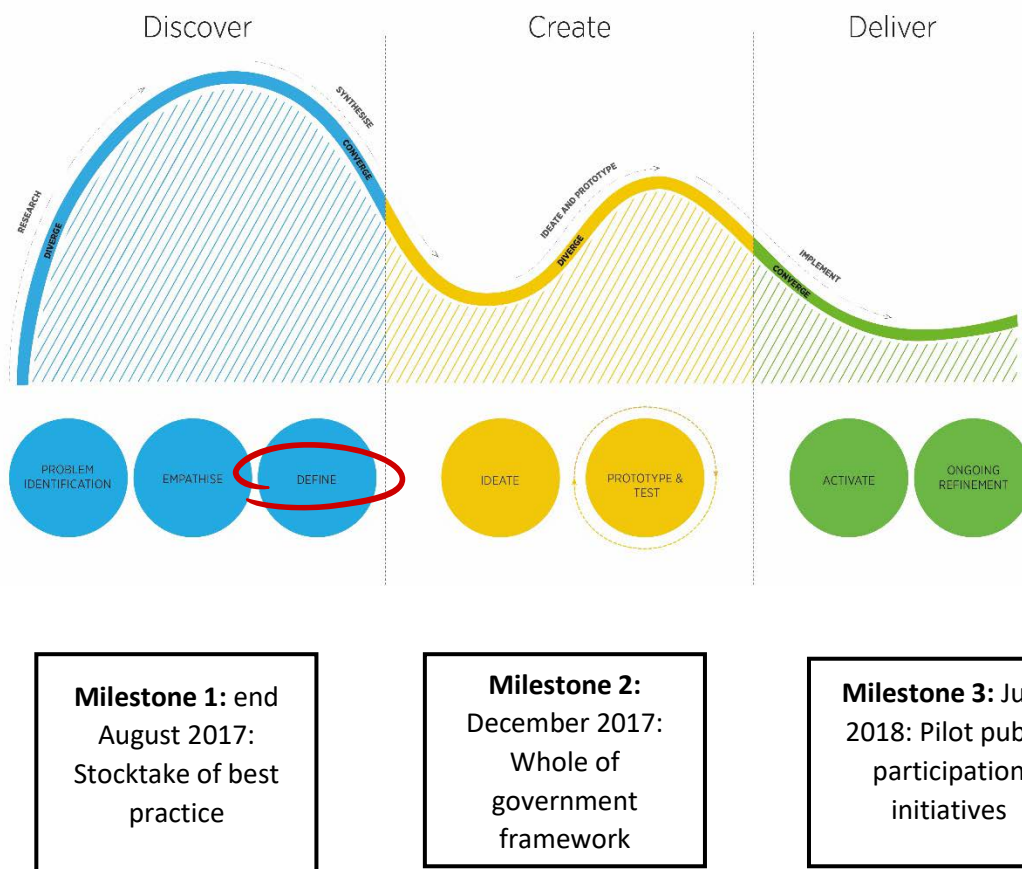 Discover
Create
Deliver
RESEARCH
DIVERGE
SYNTHESISE
CONVERGE
IDEATE AND PROTOTYPE
DIVERGE
IMPLEMENT
CONVERGE
PROBLEM
IDENTIFICATION
EMPATHISE
DEFINE
IDEATE
PROTOTYPE &
TEST
ACTIVATE
ONGOING
REFINEMENT
Milestone 1: end
August 2017:
Stocktake of best
practice
Milestone 2:
December 2017:
Whole of
government
framework
Milestone 3:
2018: Pilot
participation
initiatives